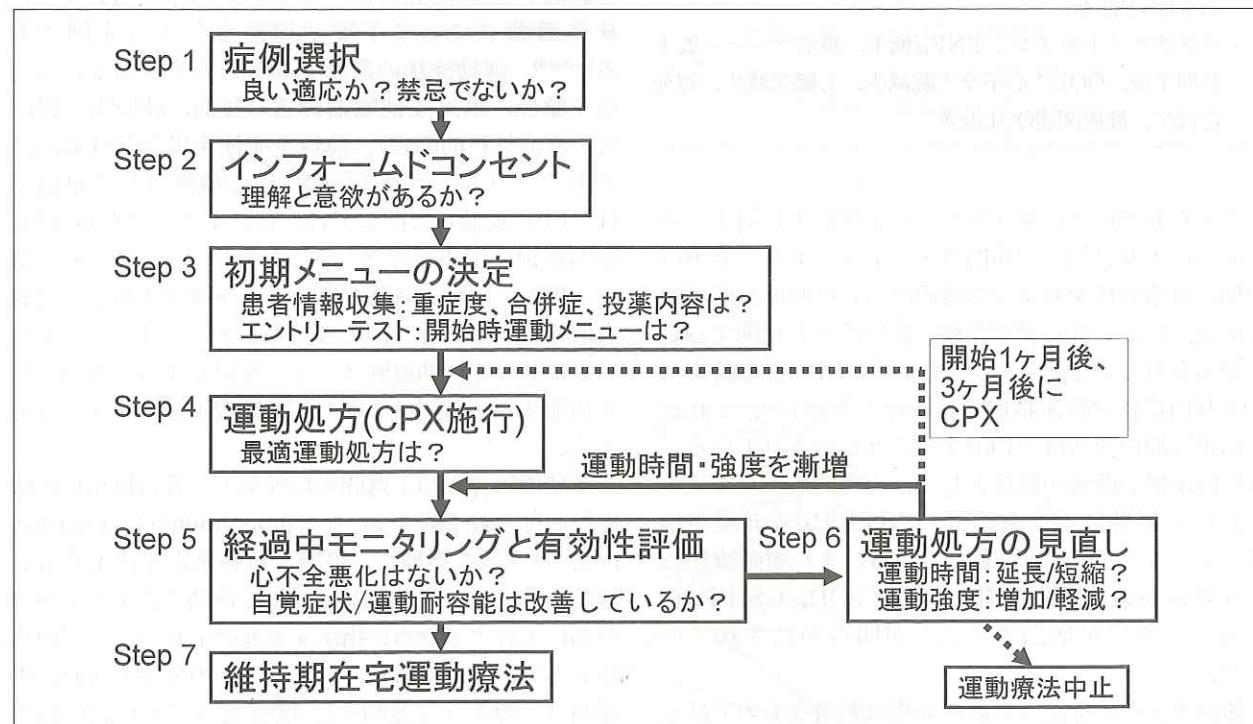 Step 1
症例選択
良い適応か？禁忌でないか？
Step 2
インフォームドコンセント
理解と意欲があるか？
Step 3
初期メニューの決定
患者情報収集：重症度、合併症、投薬内容は？
エントリーテスト：開始時運動メニューは？
開始1ヶ月後、
3ヶ月後に
CPX
Step 4
運動処方(CPX施行)
最適運動処方は？
運動時間・強度を漸増
Step 5
経過中モニタリングと有効性評価
心不全悪化はないか？
自覚症状/運動耐容能は改善しているか？
Step 6
運動処方の見直し
運動時間：延長/短縮？
運動強度：増加/軽減？
Step 7
維持期在宅運動療法
運動療法中止